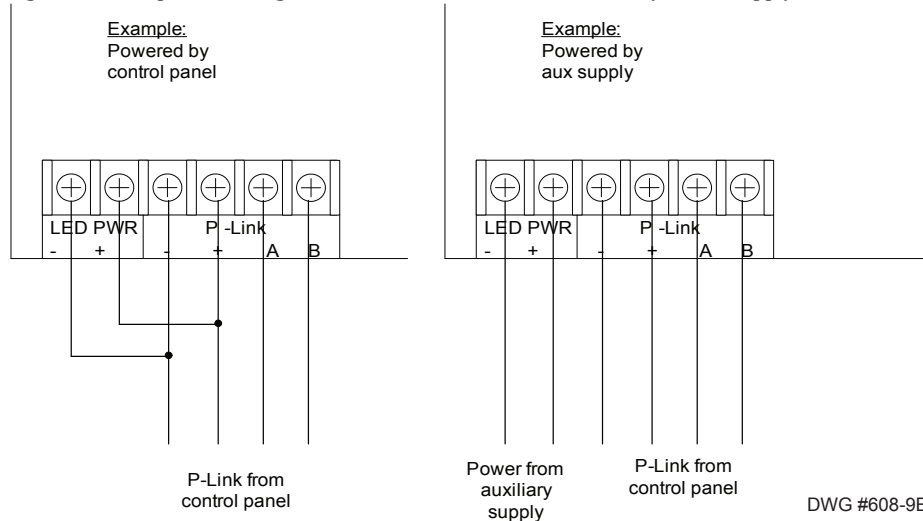 Example:
Powered by
control panel
LED PWR P -Link
- + - + A B
P-Link from
control panel
Example:
Powered by
aux supply
LED PWR P -Link
- + - + A B
Power from
auxiliary
supply
P-Link from
control panel
DWG #608-9